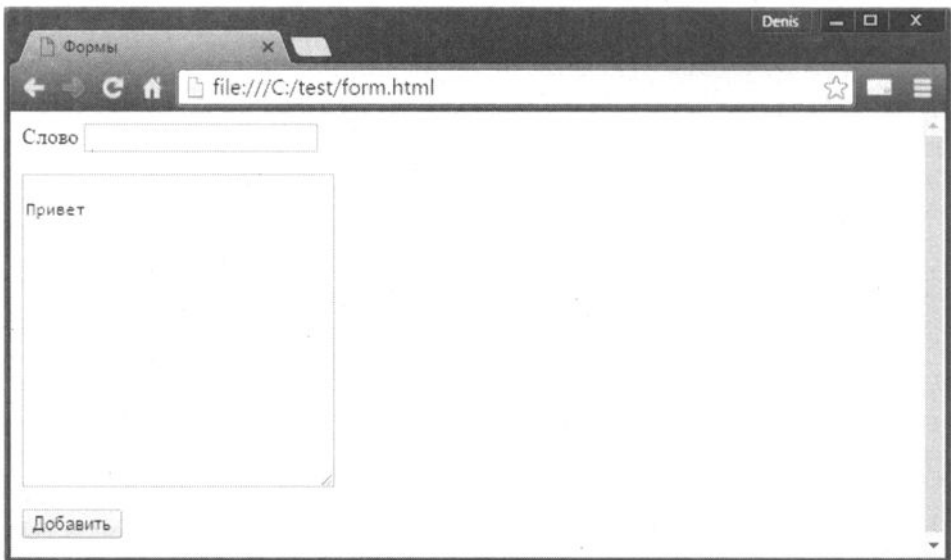 Denis
Формы
file:///C:/test/form.html
Слово
Привет
Добавить